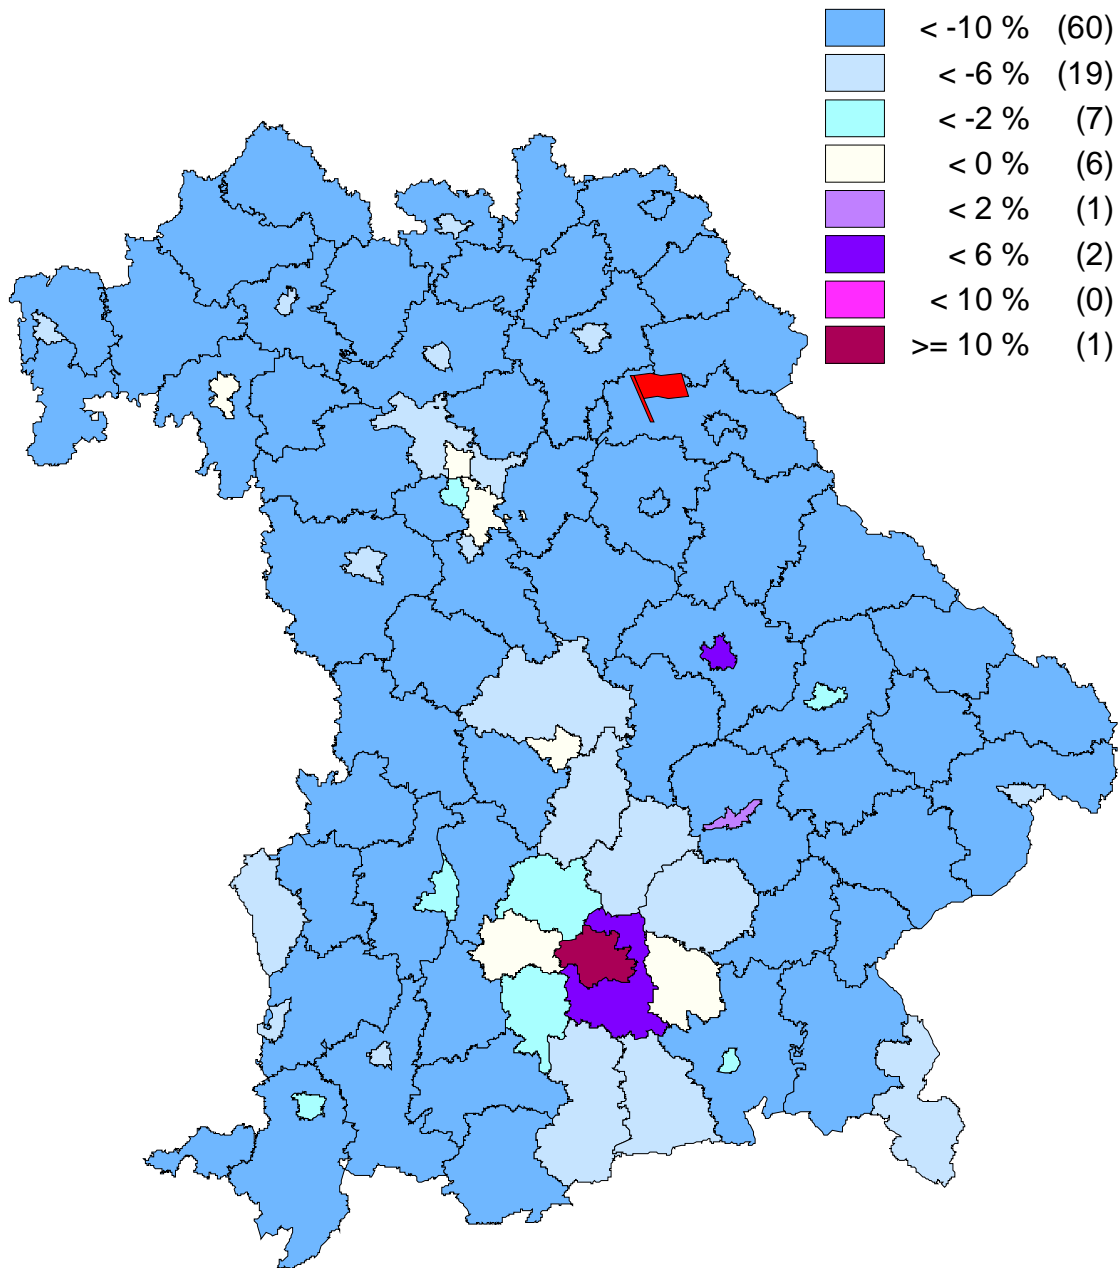 < -10 % (60)
< -6 % (19)
< -2 % (7)
< 0 % (6)
< 2 % (1)
< 6 % (2)
< 10 % (0)
>= 10 % (1)